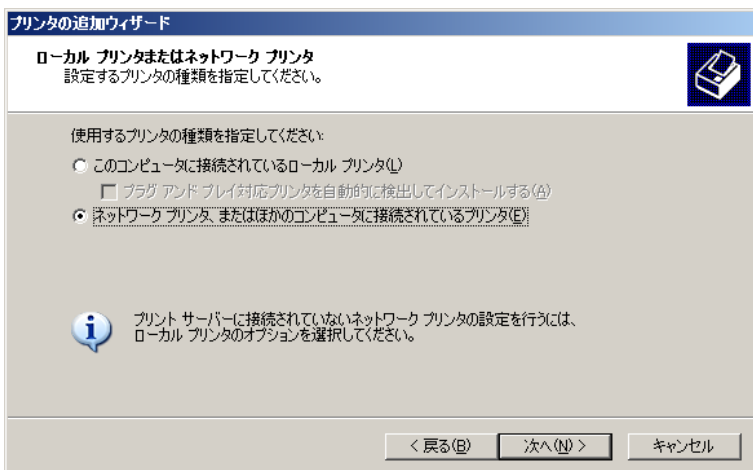 プリンタの追加ウィザード
ローカル プリンタまたはネットワーク プリンタ
設定するプリンタの種類を指定してください。
使用するプリンタの種類を指定してください:
このコンピュータに接続されているローカル プリンタ(L)
プラグ アンド プレイ対応プリンタを自動的に検出してインストールする(A)
ネットワーク プリンタ、またはほかのコンピュータに接続されているプリンタ(E)
プリント サーバーに接続されていないネットワーク プリンタの設定を行うには、
ローカル プリンタのオプションを選択してください。
< 戻る(B) 次へ(N) > キャンセル